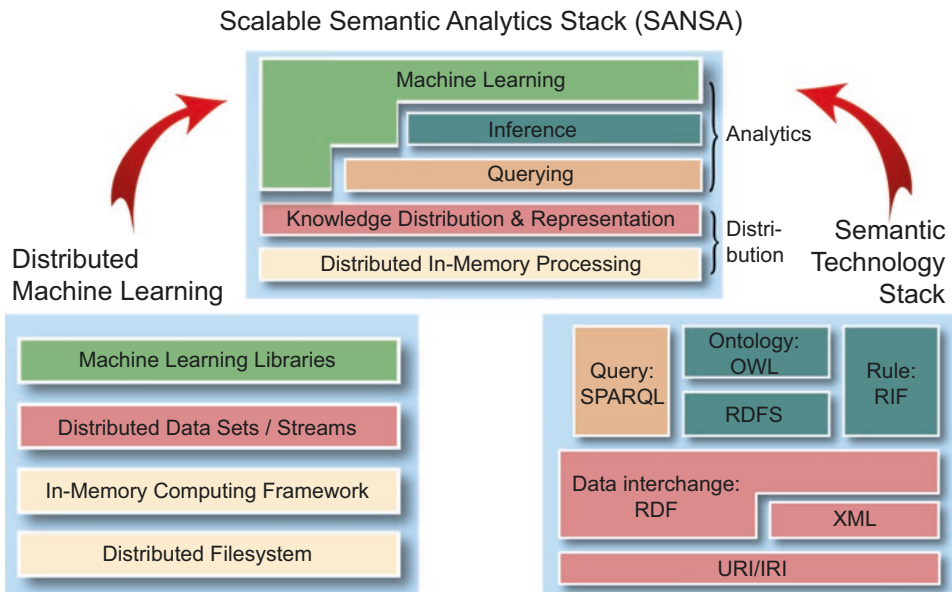 Scalable Semantic Analytics Stack (SANSA)
Machine Learning
Inference
Querying
Analytics
Knowledge Distribution & Representation
Distributed In-Memory Processing
Distri-
bution
Distributed
Machine Learning
Semantic
Technology
Stack
Machine Learning Libraries
Distributed Data Sets / Streams
In-Memory Computing Framework
Distributed Filesystem
Query:
SPARQL
Ontology:
OWL
RDFS
Rule:
RIF
Data interchange:
RDF
XML
URI/IRI